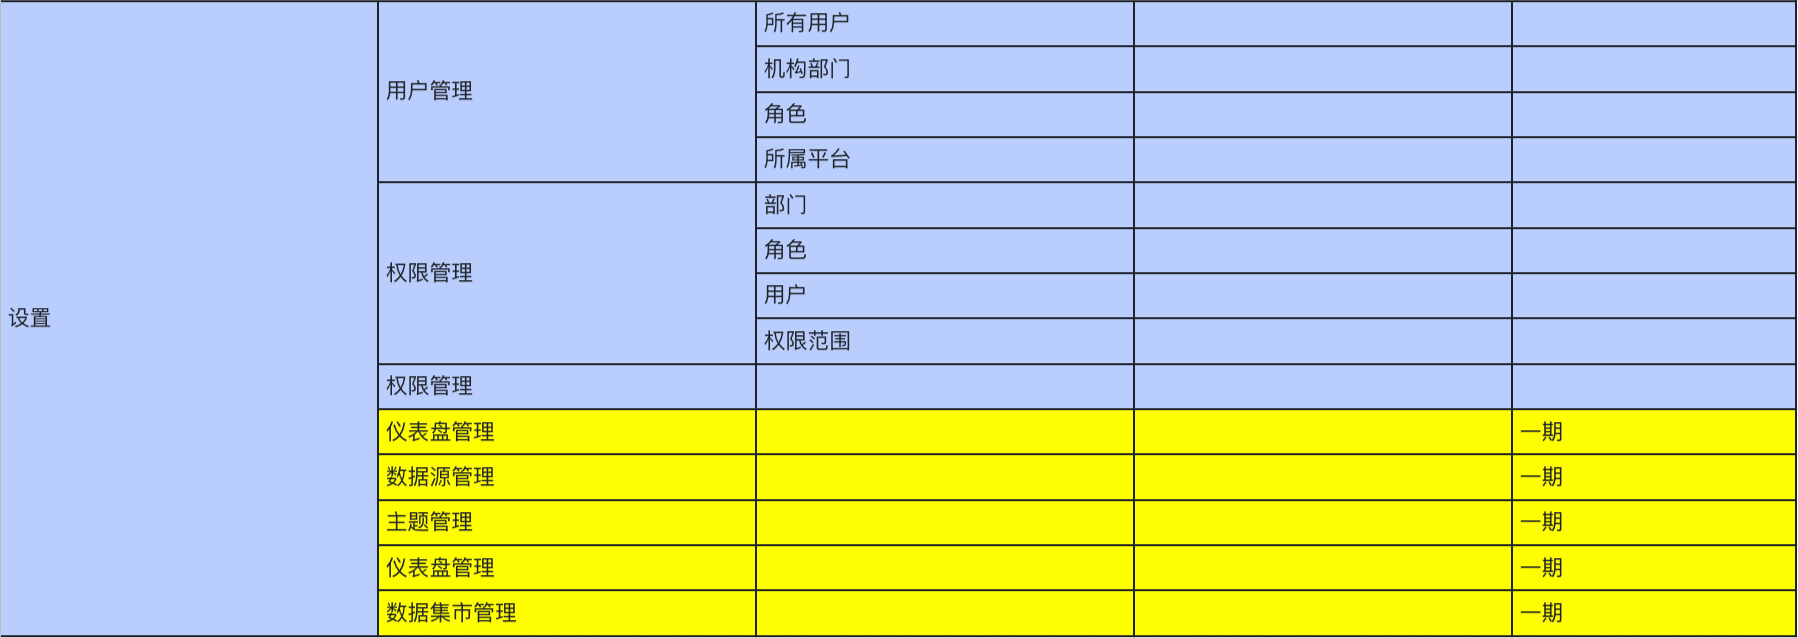 设置
用户管理
所有用户
机构部门
角色
所属平台
权限管理
部门
角色
用户
权限范围
权限管理
仪表盘管理 一期
数据源管理 一期
主题管理 一期
仪表盘管理 一期
数据集市管理 一期